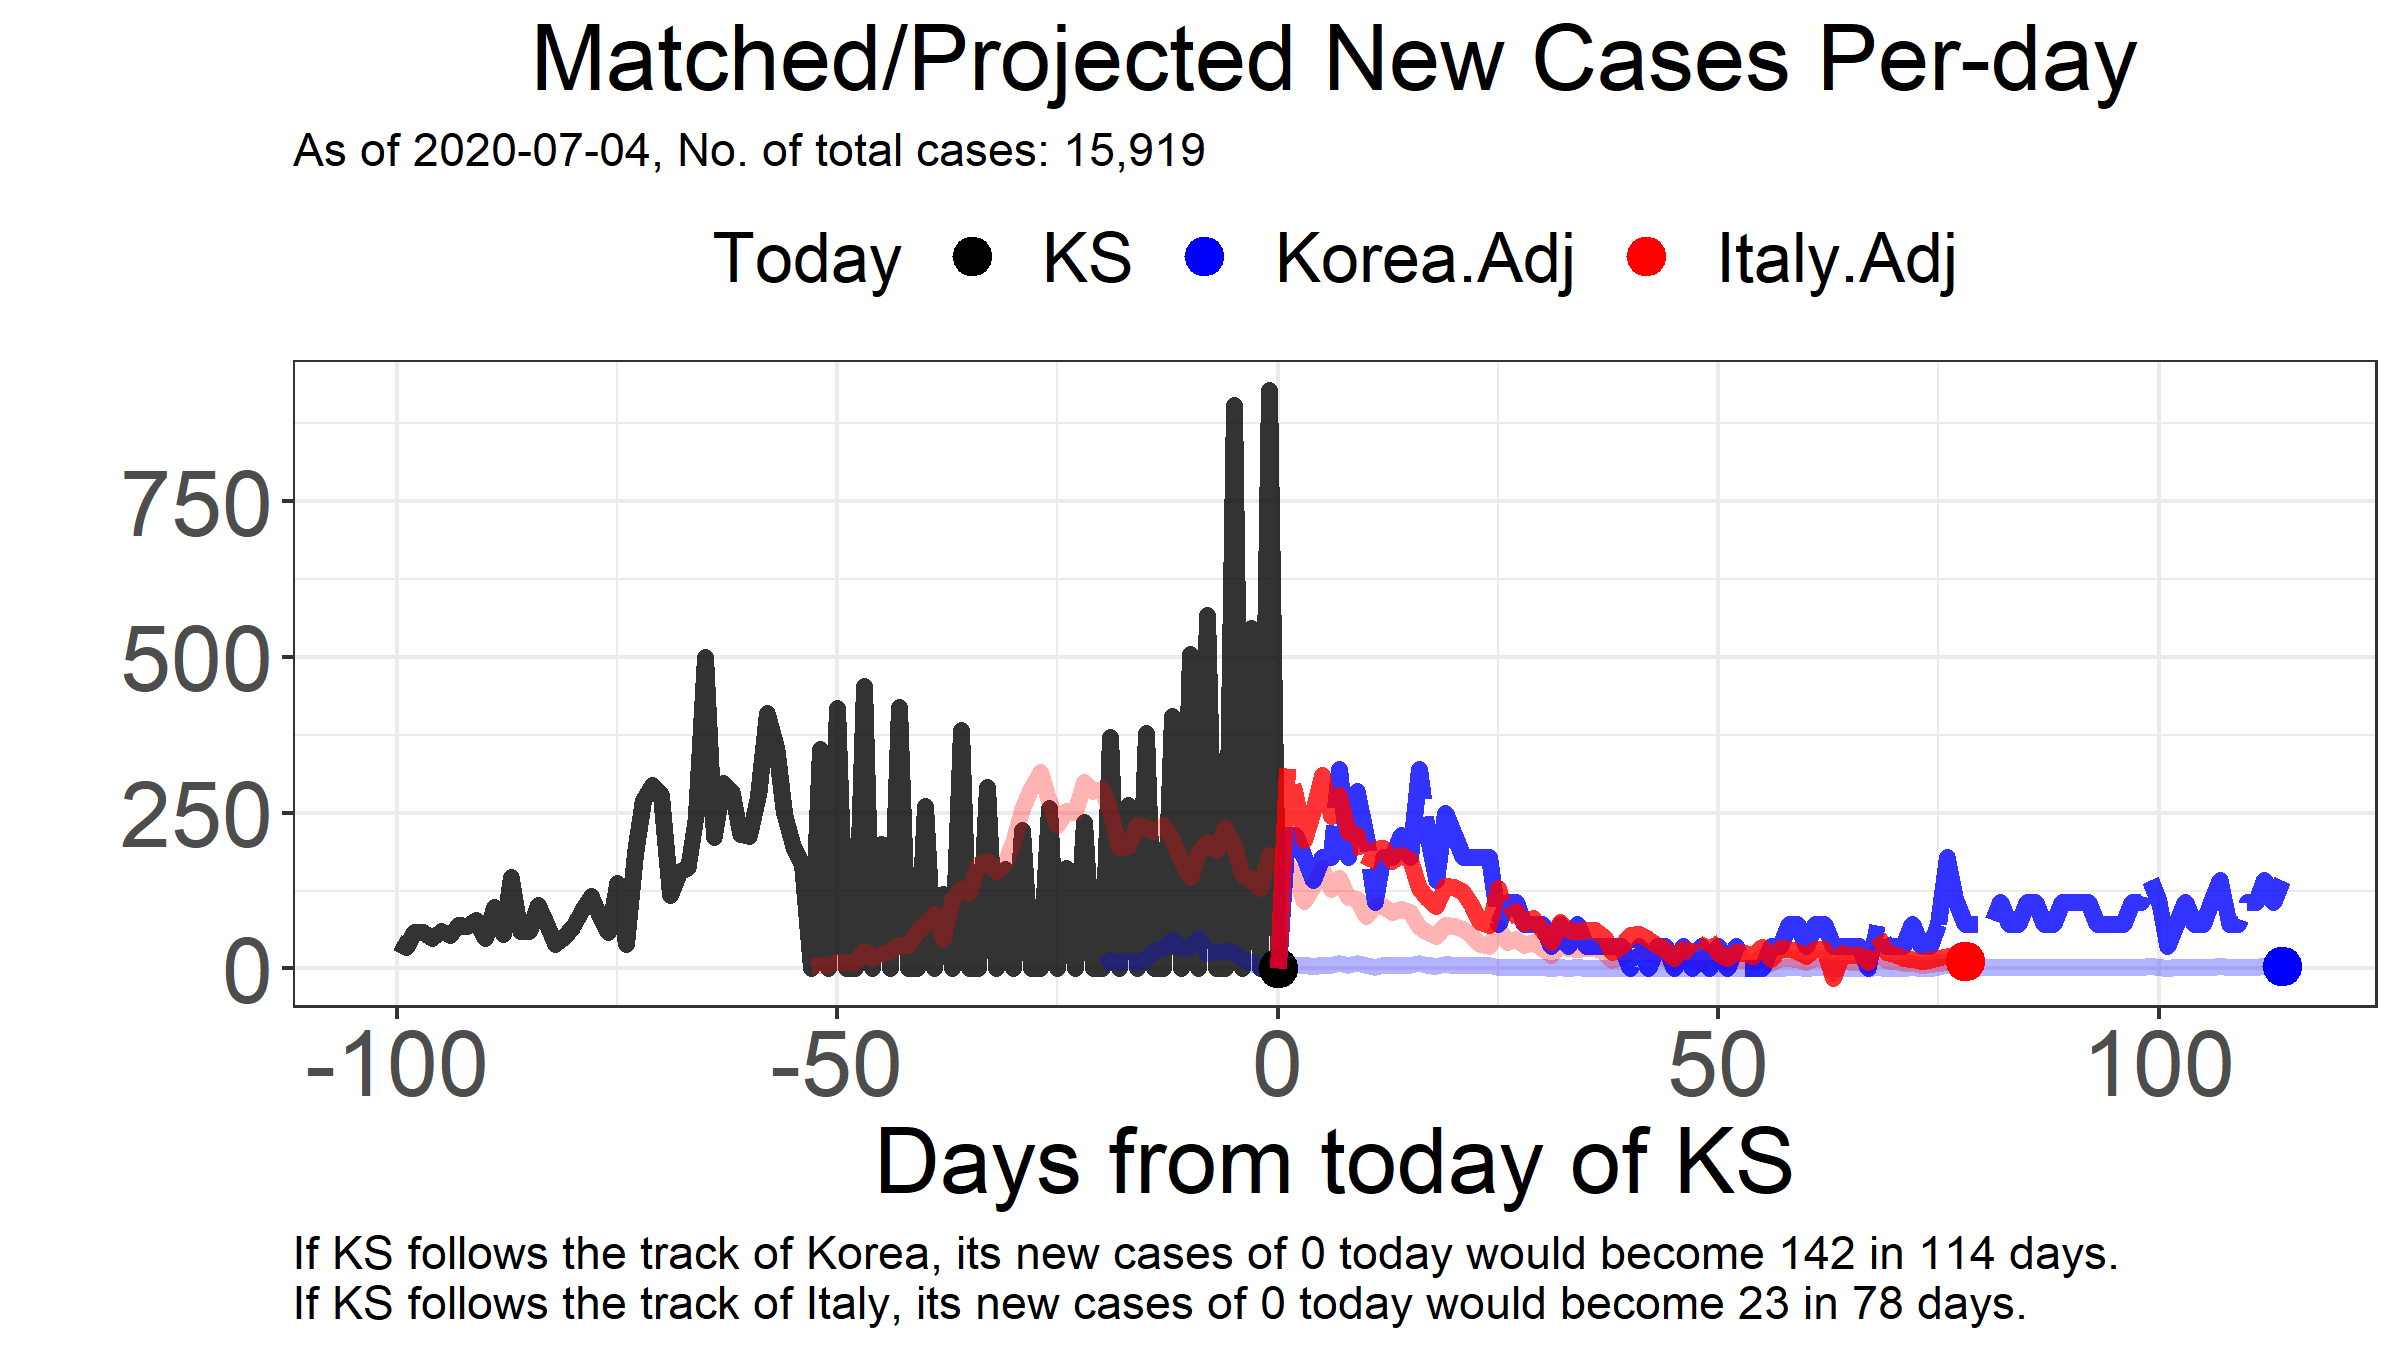 Matched/Projected New Cases Per-day
As of 2020-07-04, No. of total cases: 15,919
Today KS Korea.Adj Italy.Adj
750
500
250
0
-100 -50 0 50 100
Days from today of KS
If KS follows the track of Korea, its new cases of 0 today would become 142 in 114 days.
If KS follows the track of Italy, its new cases of 0 today would become 23 in 78 days.